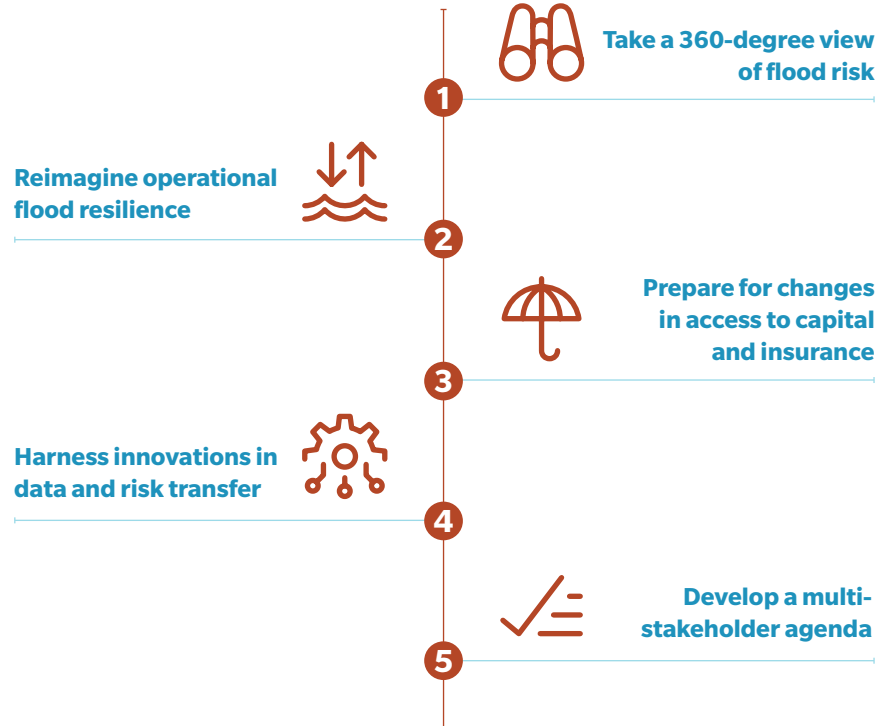 Take a 360-degree view
of flood risk
1
Reimagine operational
flood resilience
2
Prepare for changes
in access to capital
and insurance
3
Harness innovations in
data and risk transfer
4
Develop a multi-
stakeholder agenda
5